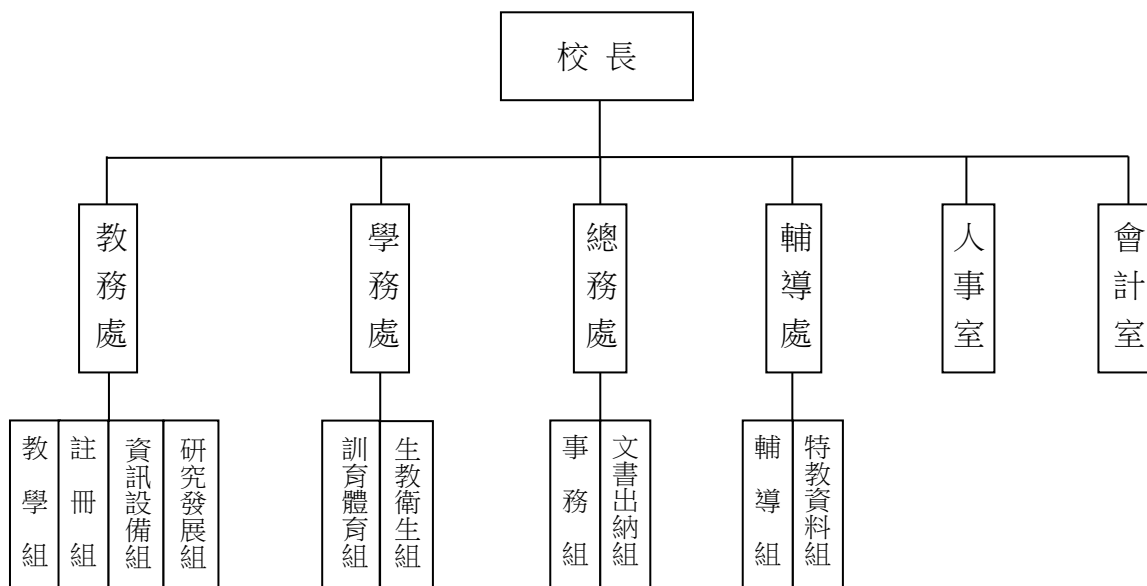 校長
教務處
學務處
總務處
輔導處
人事室
會計室
教學組
註冊組
資訊設備組
研究發展組
訓育體育組
生教衛生組
事務組
文書出納組
輔導組
特教資料組